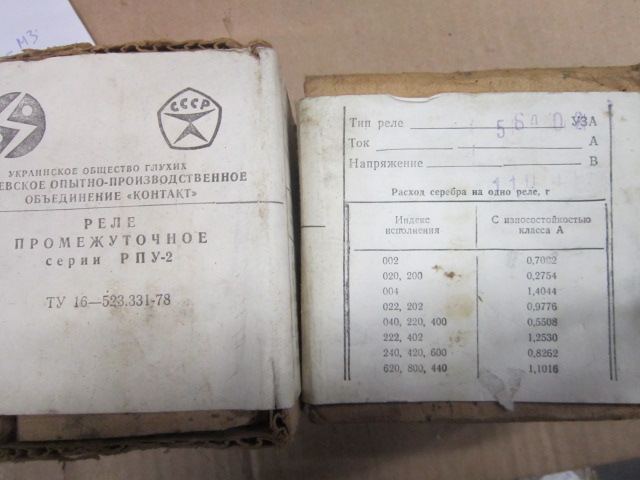 СССР
УКРАИНСКОЕ ОБЩЕСТВО ГЛУХИХ
ЕВСКОЕ ОПЫТНО-ПРОИЗВОДСТВЕННОЕ
ОБЪЕДИНЕНИЕ «КОНТАКТ»
РЕЛЕ
ПРОМЕЖУТОЧНОЕ
серии РПУ-2
ТУ 16—523.331-78
Тип реле УЗА
Ток А
Напряжение В
110
Расход серебра на одно реле, г
Индекс исполнения С износостойкостью класса А
002 0,7022
020, 200 0,2754
004 1,4044
022, 202 0,9776
040, 220, 400 0,5508
222, 402 1,2530
240, 420, 600 0,8262
620, 800, 440 1,1016